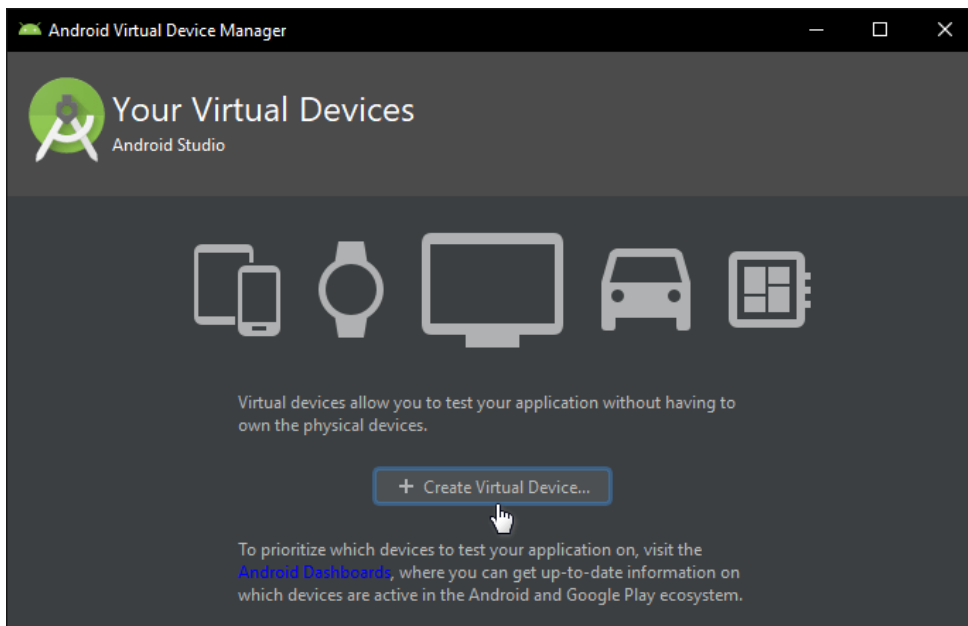 Android Virtual Device Manager
Your Virtual Devices
Android Studio
Virtual devices allow you to test your application without having to
own the physical devices.
+ Create Virtual Device...
To prioritize which devices to test your application on, visit the
Android Dashboards, where you can get up-to-date information on
which devices are active in the Android and Google Play ecosystem.